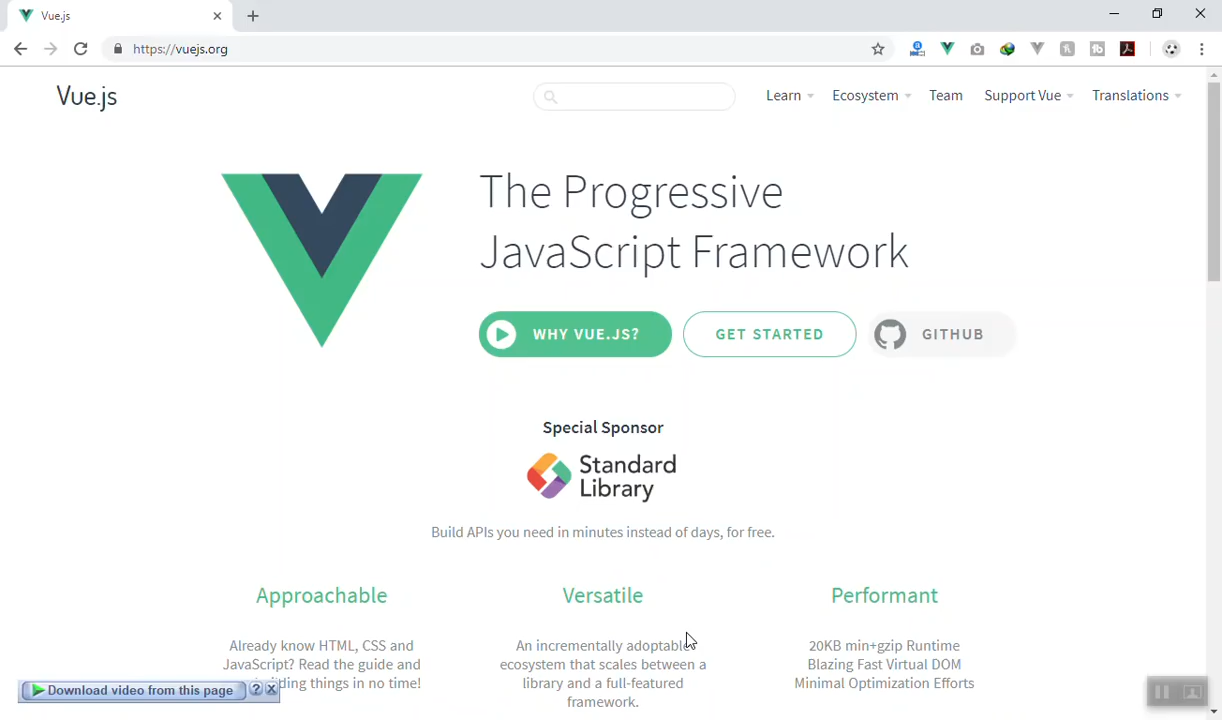 Vue.js
https://vuejs.org
Vue.js
Learn
Ecosystem
Team
Support Vue
Translations
The Progressive
JavaScript Framework
WHY VUE.JS?
GET STARTED
GITHUB
Special Sponsor
Standard
Library
Build APIs you need in minutes instead of days, for free.
Approachable
Already know HTML, CSS and
JavaScript? Read the guide and
things in no time!
Versatile
An incrementally adoptable
ecosystem that scales between a
library and a full-featured
framework.
Performant
20KB min+gzip Runtime
Blazing Fast Virtual DOM
Minimal Optimization Efforts
Download video from this page
?